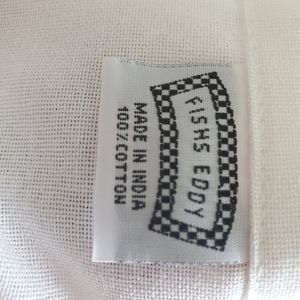 FISHS EDDY
MADE IN INDIA
100% COTTON